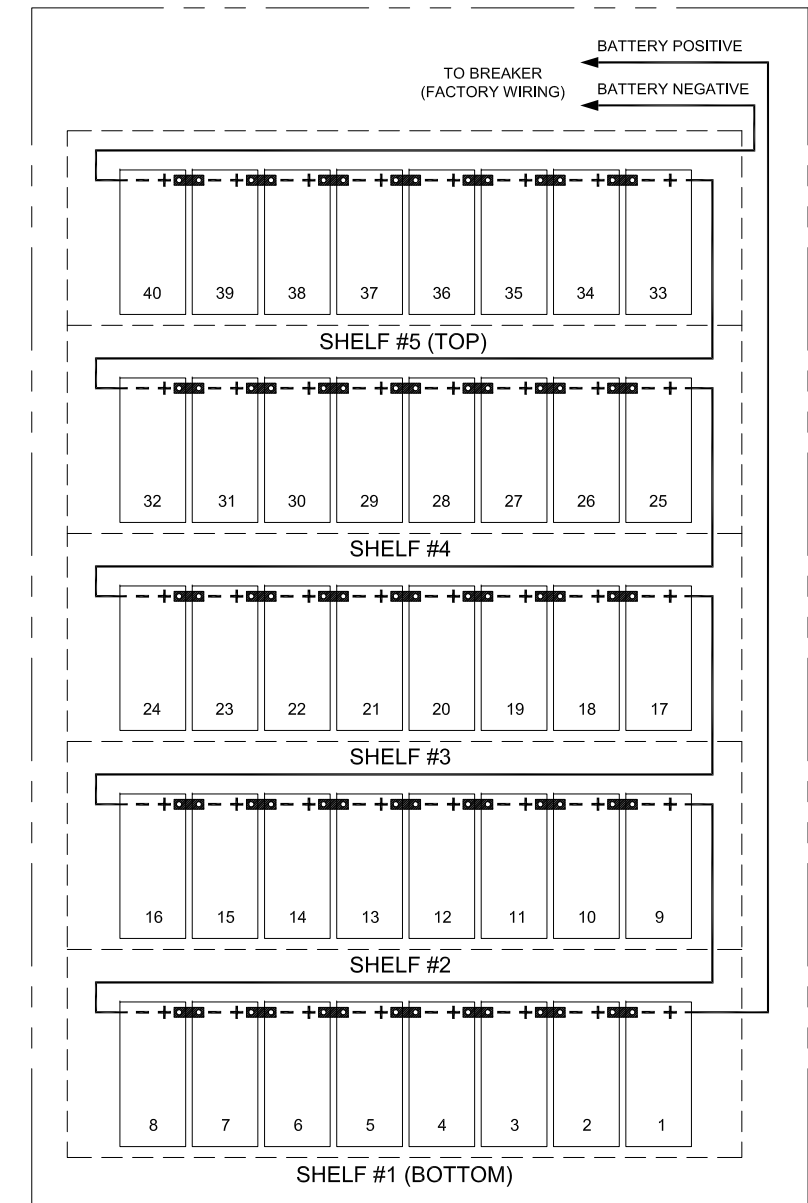 BATTERY POSITIVE
TO BREAKER
(FACTORY WIRING)
BATTERY NEGATIVE
− + − + − + − + − + − + − + − +
40 39 38 37 36 35 34 33
SHELF #5 (TOP)
− + − + − + − + − + − + − + − +
32 31 30 29 28 27 26 25
SHELF #4
− + − + − + − + − + − + − + − +
24 23 22 21 20 19 18 17
SHELF #3
− + − + − + − + − + − + − + − +
16 15 14 13 12 11 10 9
SHELF #2
− + − + − + − + − + − + − + − +
8 7 6 5 4 3 2 1
SHELF #1 (BOTTOM)